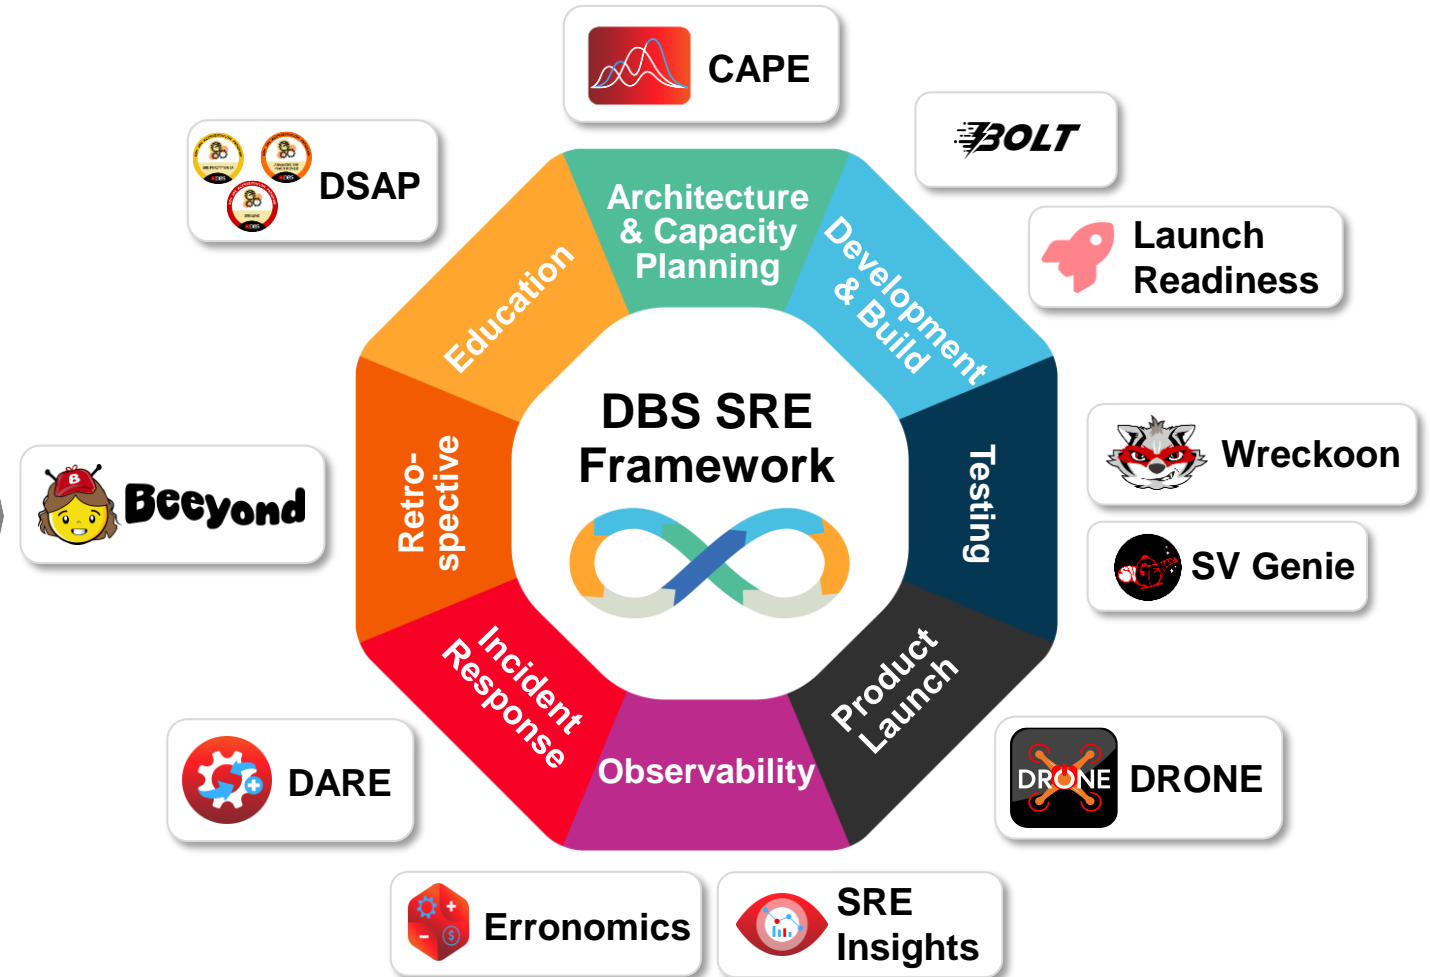 CAPE
BOLT
DSAP
Architecture
& Capacity
Planning
Development
& Build
Launch
Readiness
Education
DBS SRE
Framework
Testing
Wreckoon
SV Genie
Retro-
spective
B
Beeyond
Incident
Response
Product
Launch
Observability
DARE
DRONE
DRONE
Erronomics
SRE
Insights